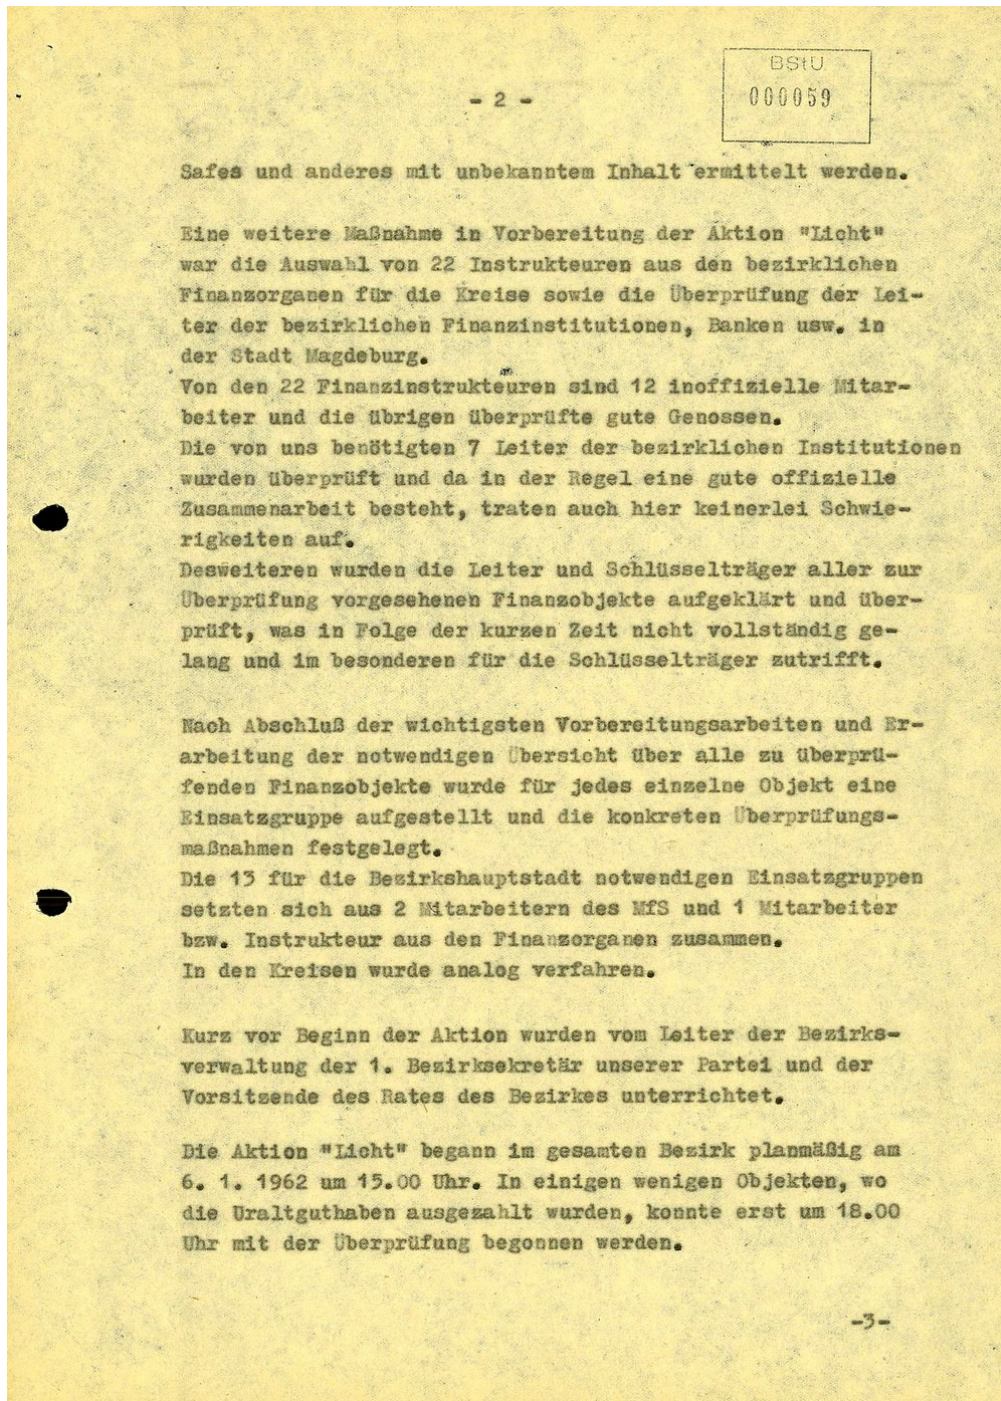 BStU
000059
- 2 -
Safes und anderes mit unbekanntem Inhalt ermittelt werden.
Eine weitere Maßnahme in Vorbereitung der Aktion "Licht"
war die Auswahl von 22 Instrukteuren aus den bezirklichen
Finanzorganen für die Kreise sowie die Überprüfung der Lei-
ter der bezirklichen Finanzinstitutionen, Banken usw. in
der Stadt Magdeburg.
Von den 22 Finanzinstrukteuren sind 12 inoffizielle Mitar-
beiter und die übrigen überprüfte gute Genossen.
Die von uns benötigten 7 Leiter der bezirklichen Institutionen
wurden überprüft und da in der Regel eine gute offizielle
Zusammenarbeit besteht, traten auch hier keinerlei Schwie-
rigkeiten auf.
Desweiteren wurden die Leiter und Schlüsselträger aller zur
Überprüfung vorgesehenen Finanzobjekte aufgeklärt und über-
prüft, was in Folge der kurzen Zeit nicht vollständig ge-
lang und im besonderen für die Schlüsselträger zutrifft.
Nach Abschluß der wichtigsten Vorbereitungsarbeiten und Er-
arbeitung der notwendigen Übersicht über alle zu überprü-
fenden Finanzobjekte wurde für jedes einzelne Objekt eine
Einsatzgruppe aufgestellt und die konkreten Überprüfungs-
maßnahmen festgelegt.
Die 13 für die Bezirkshauptstadt notwendigen Einsatzgruppen
setzten sich aus 2 Mitarbeitern des MfS und 1 Mitarbeiter
bzw. Instrukteur aus den Finanzorganen zusammen.
In den Kreisen wurde analog verfahren.
Kurz vor Beginn der Aktion wurden vom Leiter der Bezirks-
verwaltung der 1. Bezirksekretär unserer Partei und der
Vorsitzende des Rates des Bezirkes unterrichtet.
Die Aktion "Licht" begann im gesamten Bezirk planmäßig am
6. 1. 1962 um 15.00 Uhr. In einigen wenigen Objekten, wo
die Uraltguthaben ausgezahlt wurden, konnte erst um 18.00
Uhr mit der Überprüfung begonnen werden.
-3-